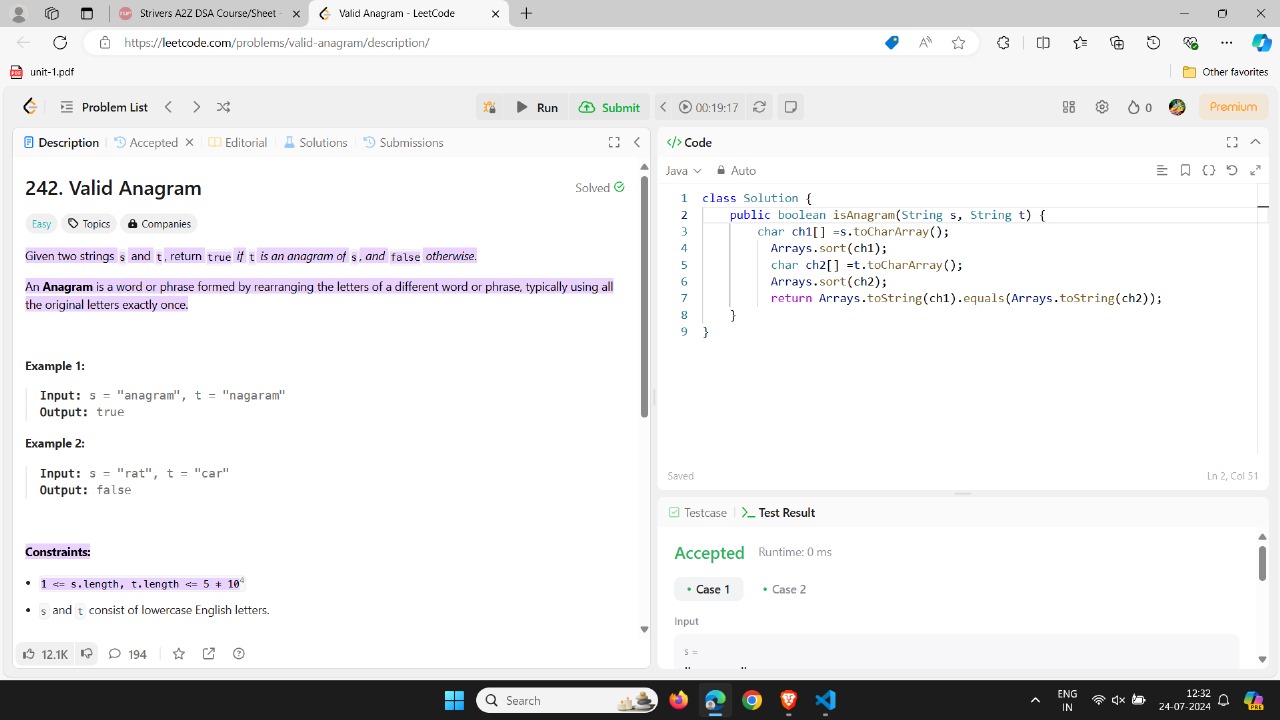 Strivers A2Z DSA Course/Sheet -
Valid Anagram - LeetCode
https://leetcode.com/problems/valid-anagram/description/
unit-1.pdf
Other favorites
Problem List
Run
Submit
00:19:17
0
Premium
Description
Accepted
Editorial
Solutions
Submissions
242. Valid Anagram
Solved
Easy
Topics
Companies
Given two strings s and t, return true if t is an anagram of s, and false otherwise.
An Anagram is a word or phrase formed by rearranging the letters of a different word or phrase, typically using all
the original letters exactly once.
Example 1:
Input: s = "anagram", t = "nagaram"
Output: true
Example 2:
Input: s = "rat", t = "car"
Output: false
Constraints:
• 1 <= s.length, t.length <= 5 * 10⁴
• s and t consist of lowercase English letters.
12.1K
194
</> Code
Java
Auto
1 class Solution {
2 public boolean isAnagram(String s, String t) {
3 char ch1[] =s.toCharArray();
4 Arrays.sort(ch1);
5 char ch2[] =t.toCharArray();
6 Arrays.sort(ch2);
7 return Arrays.toString(ch1).equals(Arrays.toString(ch2));
8 }
9 }
Saved
Ln 2, Col 51
Testcase
Test Result
Accepted
Runtime: 0 ms
• Case 1
• Case 2
Input
s =
Search
ENG
IN
12:32
24-07-2024